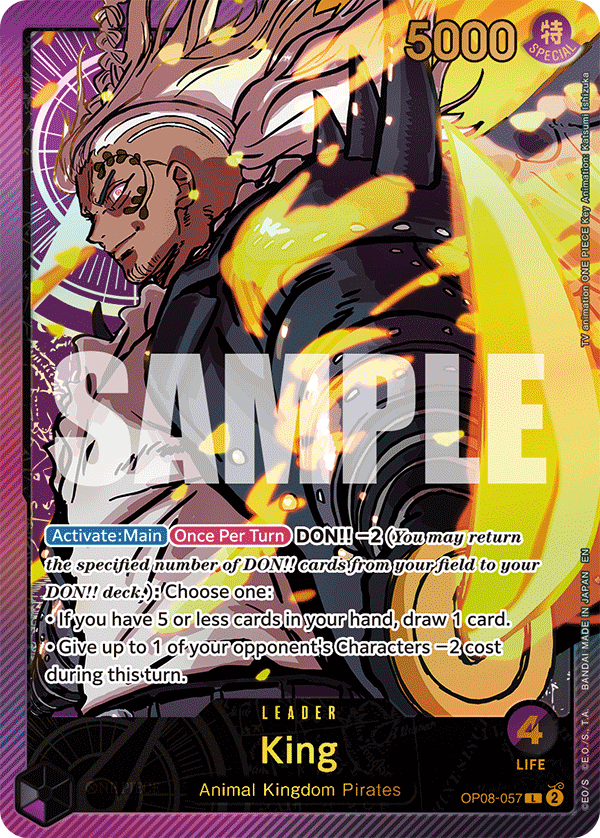 5000
特
SPECIAL
TV animation ONE PIECE Key Animation: Katsumi Ishizuka
SAMPLE
Activate:Main Once Per Turn DON!! −2 (You may return
the specified number of DON!! cards from your field to your
DON!! deck.): Choose one:
• If you have 5 or less cards in your hand, draw 1 card.
• Give up to 1 of your opponent's Characters −2 cost
during this turn.
©EO/S ©E.O./S., T.A. BANDAI MADE IN JAPAN EN
LEADER
King
Animal Kingdom Pirates
4
LIFE
ONE PIECE
OP08-057 L 2